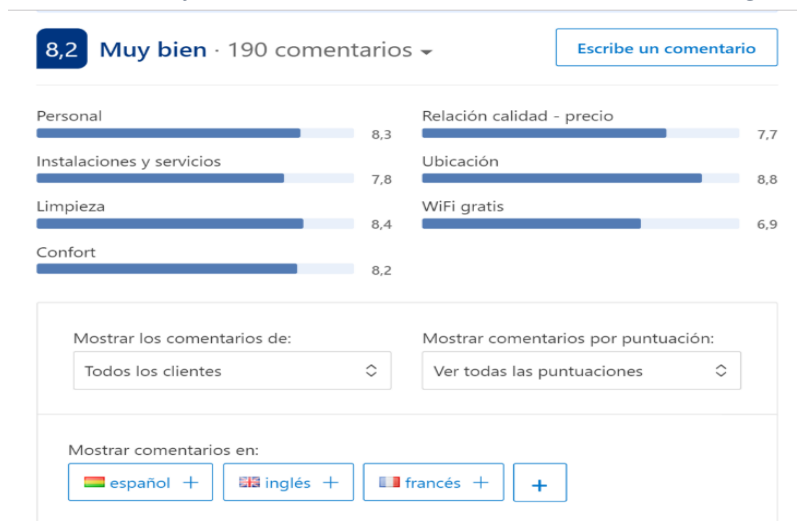 8,2 Muy bien · 190 comentarios
Escribe un comentario
Personal
8,3
Relación calidad - precio
7,7
Instalaciones y servicios
7,8
Ubicación
8,8
Limpieza
8,4
WiFi gratis
6,9
Confort
8,2
Mostrar los comentarios de:
Todos los clientes
Mostrar comentarios por puntuación:
Ver todas las puntuaciones
Mostrar comentarios en:
español +
inglés +
francés +
+